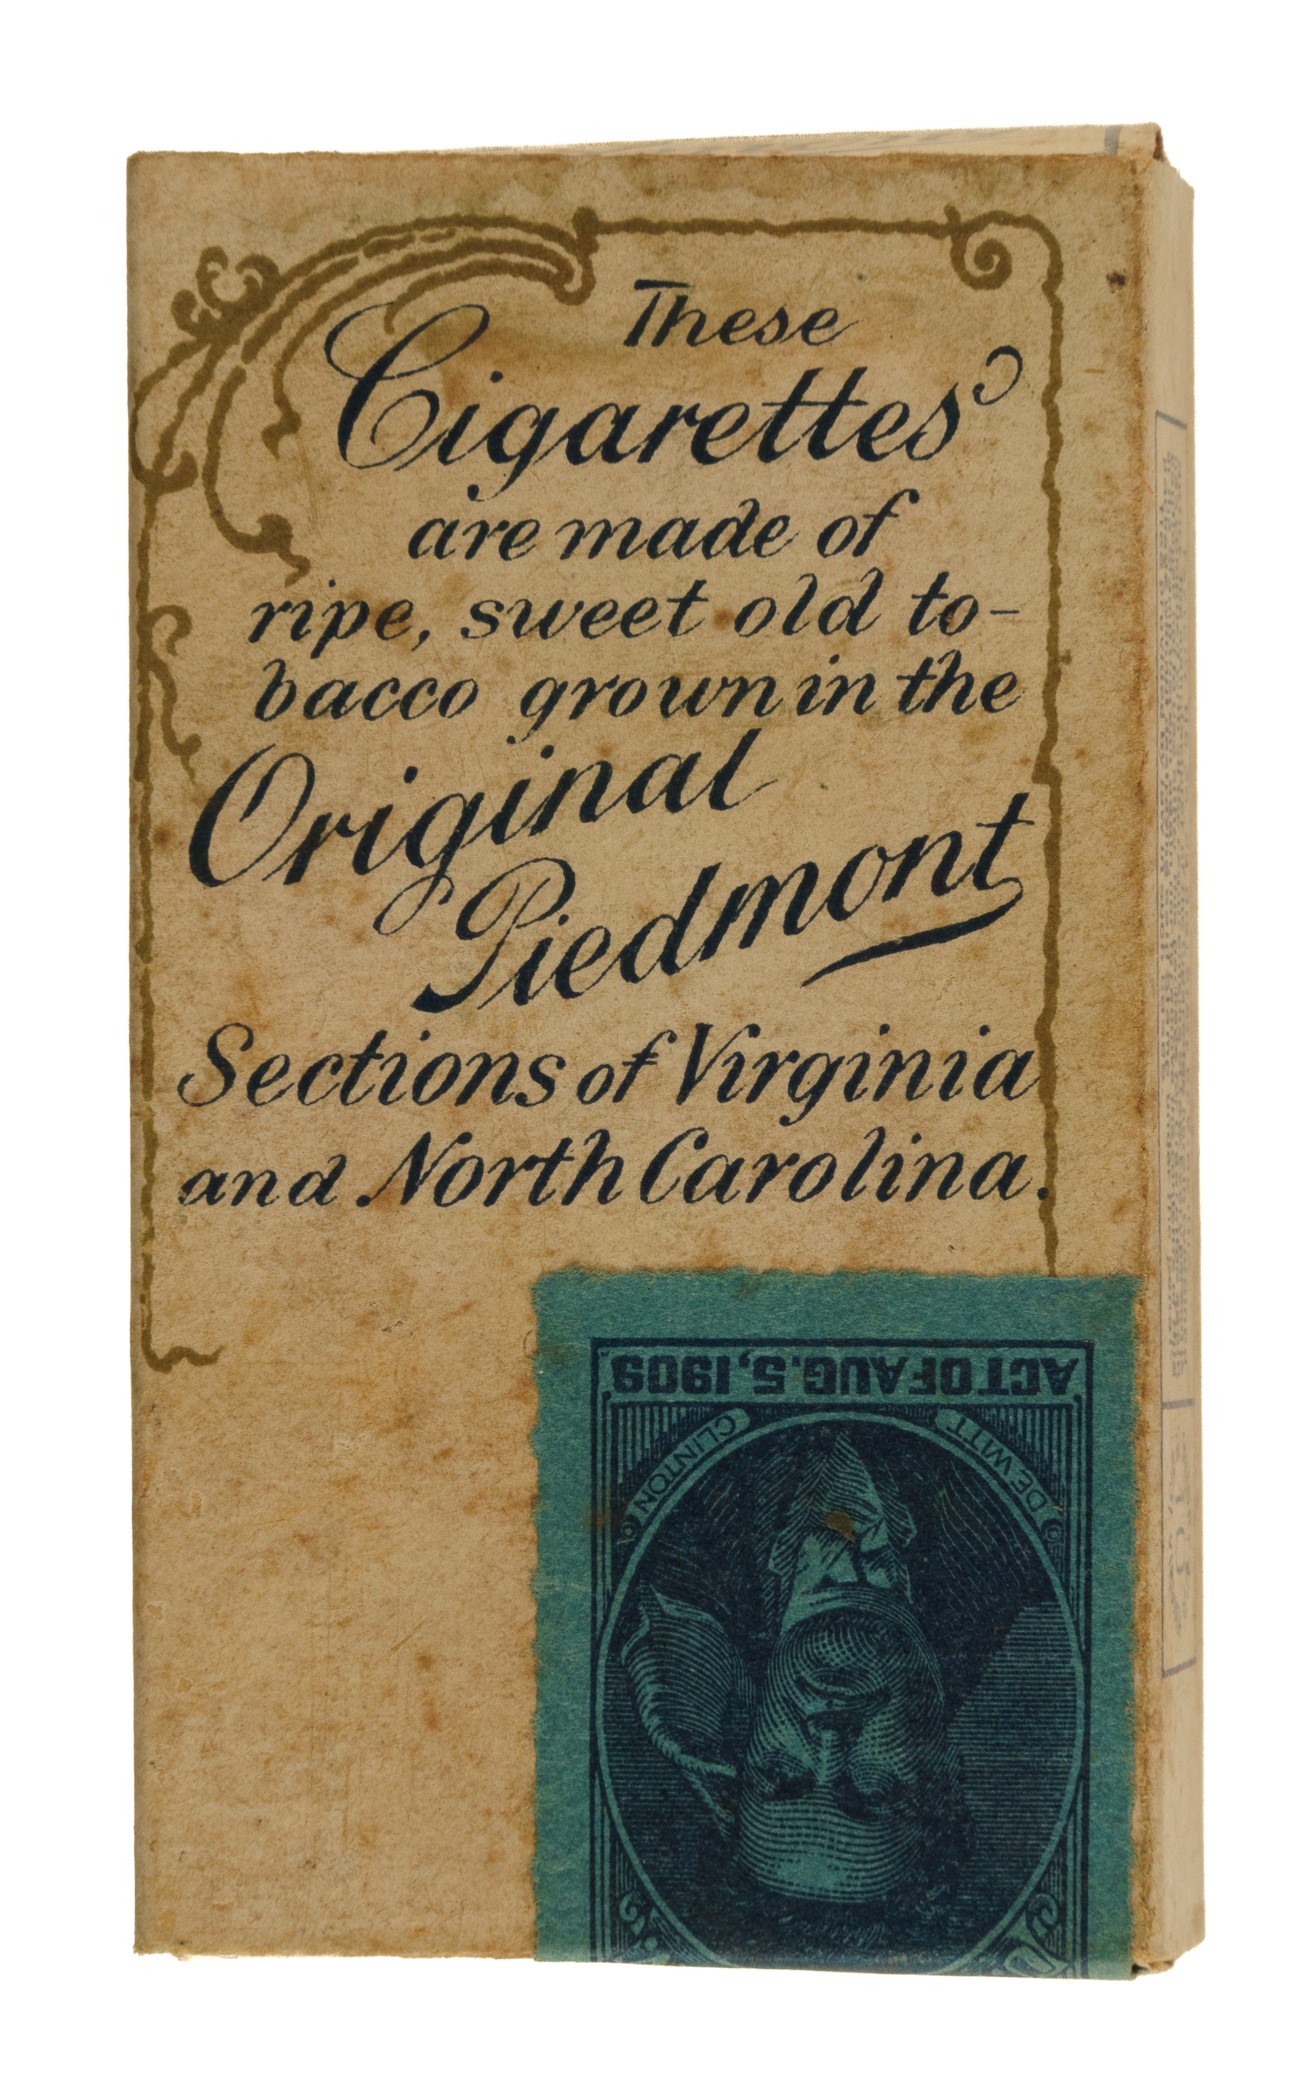 These
Cigarettes
are made of
ripe, sweet old to-
bacco grown in the
Original
Piedmont
Sections of Virginia
and North Carolina.
ACT OF AUG. 5, 1909
DE WITT CLINTON